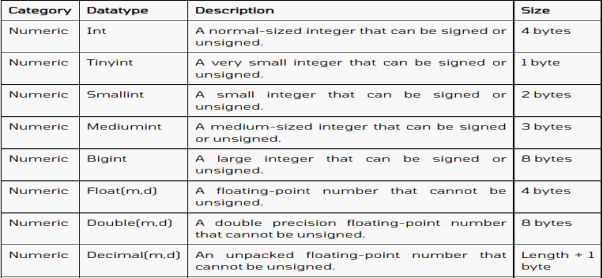 Category Datatype Description Size
Numeric Int A normal-sized integer that can be signed or 4 bytes
unsigned.
Numeric Tinyint A very small integer that can be signed or 1 byte
unsigned.
Numeric Smallint A small integer that can be signed or 2 bytes
unsigned.
Numeric Mediumint A medium-sized integer that can be signed 3 bytes
or unsigned.
Numeric Bigint A large integer that can be signed or 8 bytes
unsigned.
Numeric Float(m,d) A floating-point number that cannot be 4 bytes
unsigned.
Numeric Double(m,d) A double precision floating-point number 8 bytes
that cannot be unsigned.
Numeric Decimal(m,d) An unpacked floating-point number that Length + 1
cannot be unsigned. byte